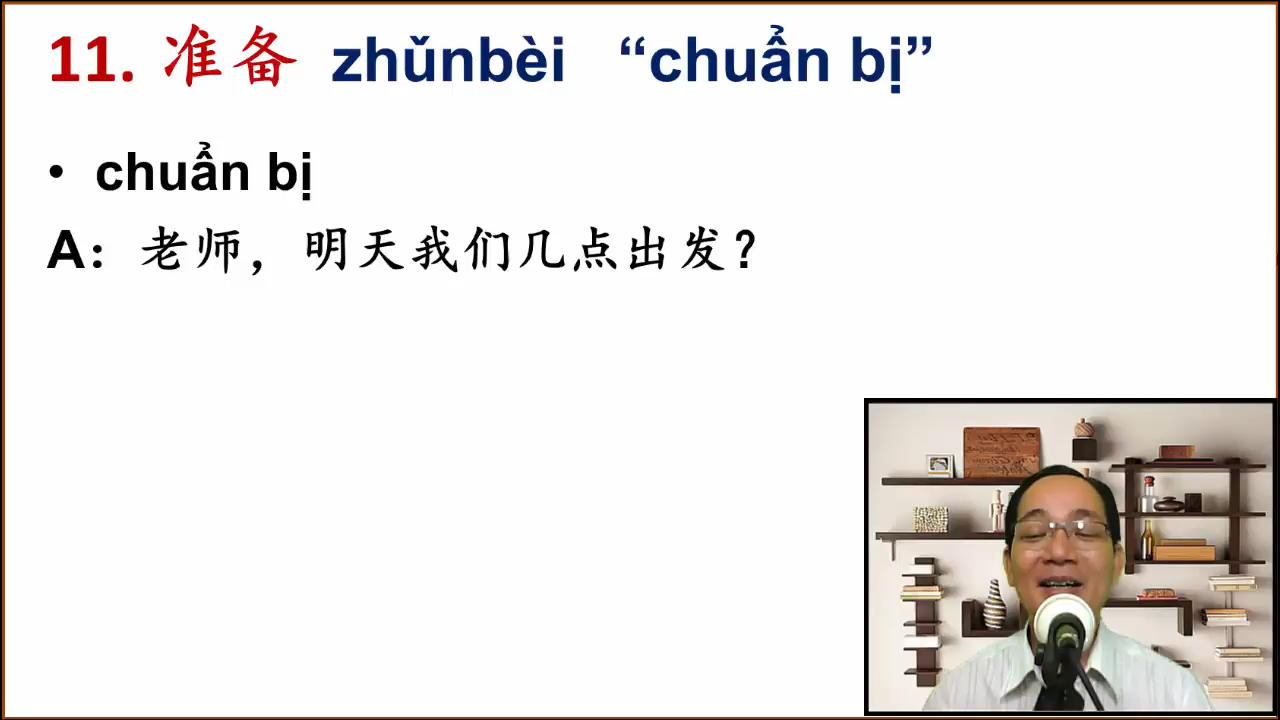 11. 准备 zhǔnbèi “chuẩn bị”
• chuẩn bị
A：老师，明天我们几点出发？